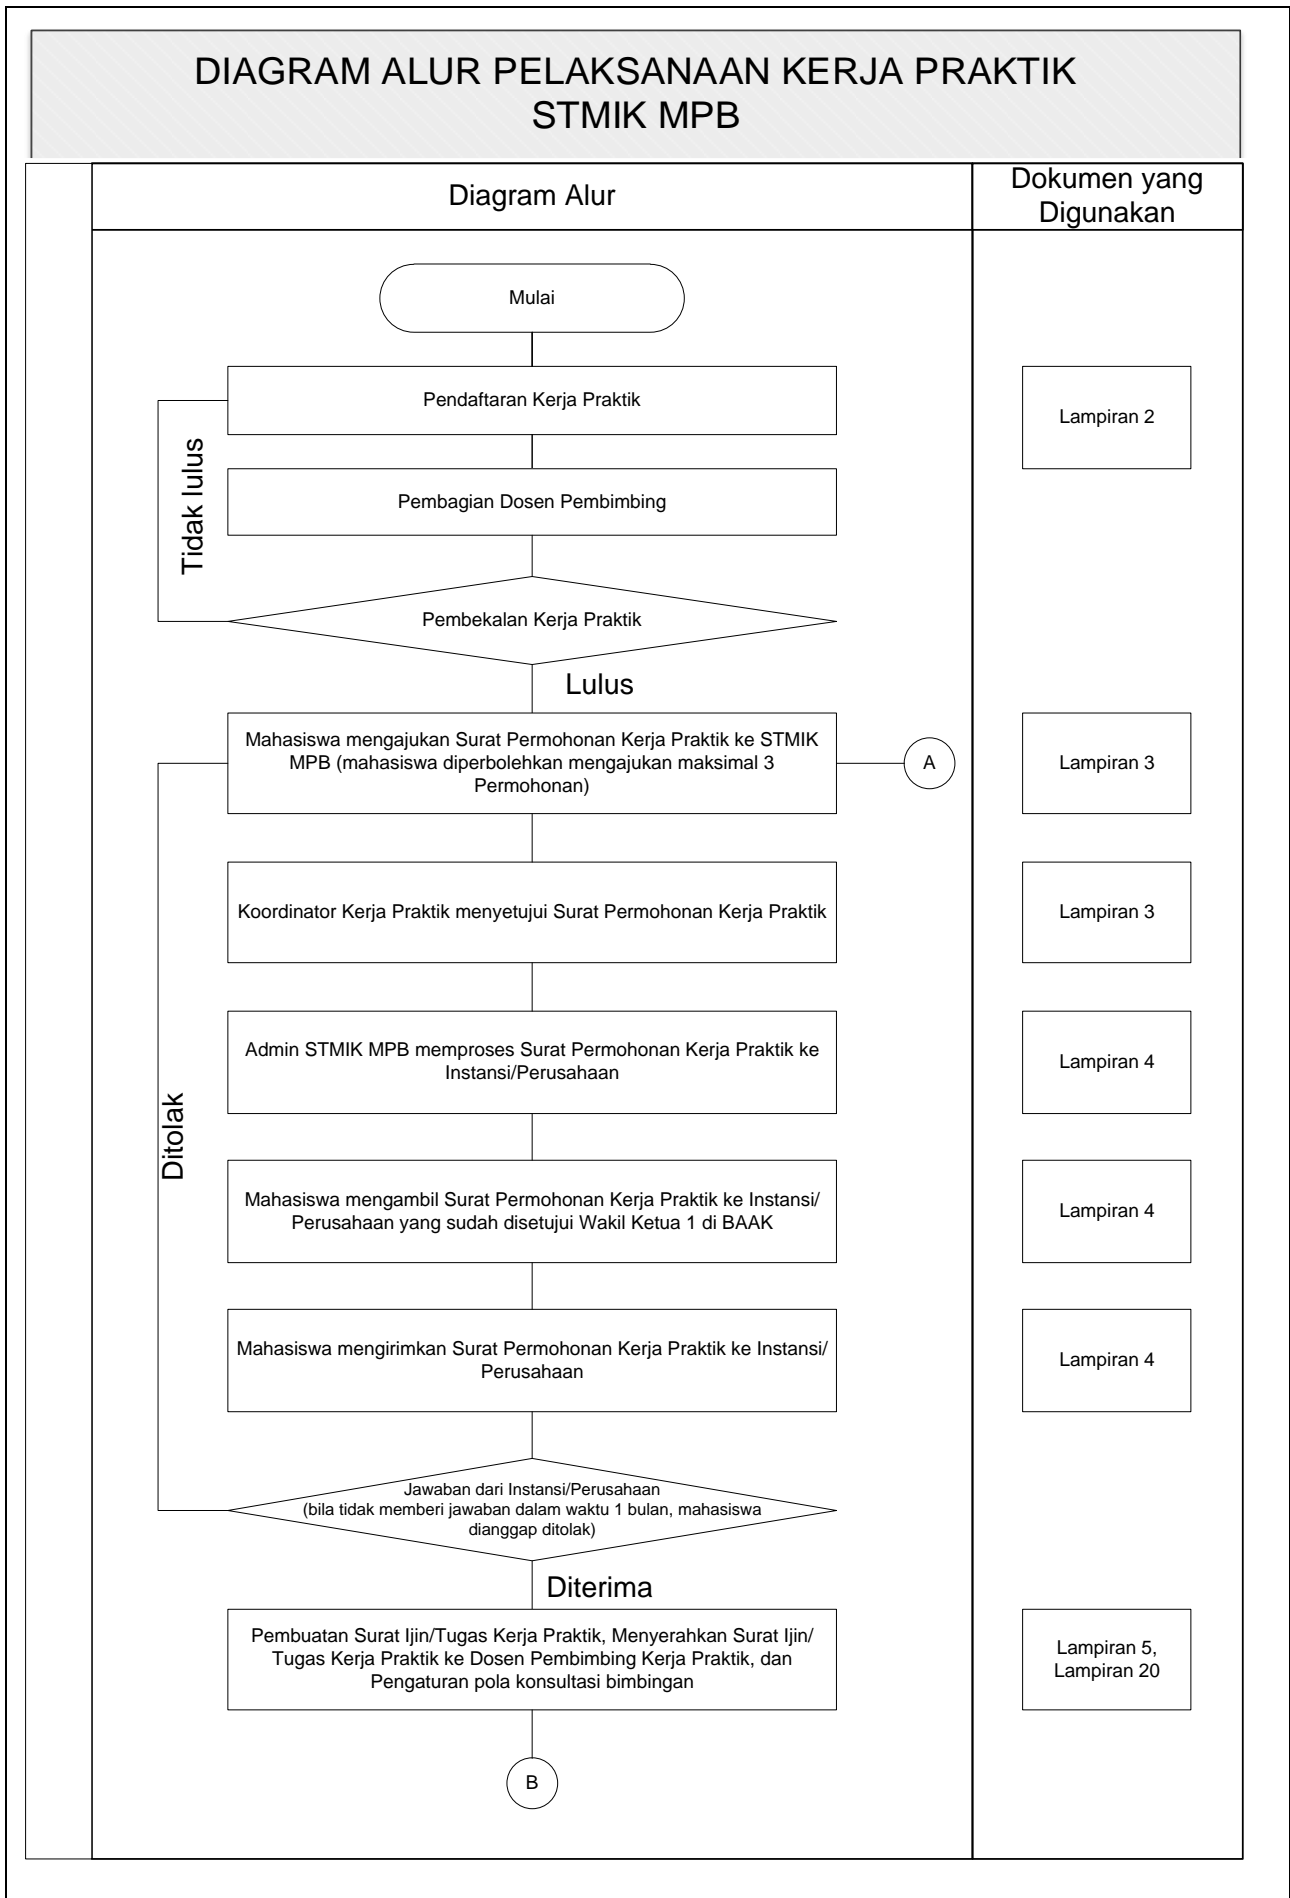 DIAGRAM ALUR PELAKSANAAN KERJA PRAKTIK
STMIK MPB
Diagram Alur
Dokumen yang
Digunakan
Mulai
Pendaftaran Kerja Praktik
Lampiran 2
Tidak lulus
Pembagian Dosen Pembimbing
Pembekalan Kerja Praktik
Lulus
Mahasiswa mengajukan Surat Permohonan Kerja Praktik ke STMIK
MPB (mahasiswa diperbolehkan mengajukan maksimal 3
Permohonan)
A
Lampiran 3
Koordinator Kerja Praktik menyetujui Surat Permohonan Kerja Praktik
Lampiran 3
Admin STMIK MPB memproses Surat Permohonan Kerja Praktik ke
Instansi/Perusahaan
Lampiran 4
Ditolak
Mahasiswa mengambil Surat Permohonan Kerja Praktik ke Instansi/
Perusahaan yang sudah disetujui Wakil Ketua 1 di BAAK
Lampiran 4
Mahasiswa mengirimkan Surat Permohonan Kerja Praktik ke Instansi/
Perusahaan
Lampiran 4
Jawaban dari Instansi/Perusahaan
(bila tidak memberi jawaban dalam waktu 1 bulan, mahasiswa
dianggap ditolak)
Diterima
Pembuatan Surat Ijin/Tugas Kerja Praktik, Menyerahkan Surat Ijin/
Tugas Kerja Praktik ke Dosen Pembimbing Kerja Praktik, dan
Pengaturan pola konsultasi bimbingan
Lampiran 5,
Lampiran 20
B